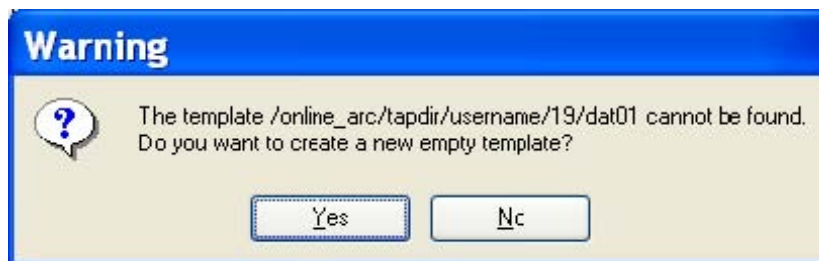 Warning
The template /online_arc/tapdir/username/19/dat01 cannot be found.
Do you want to create a new empty template?
Yes
No